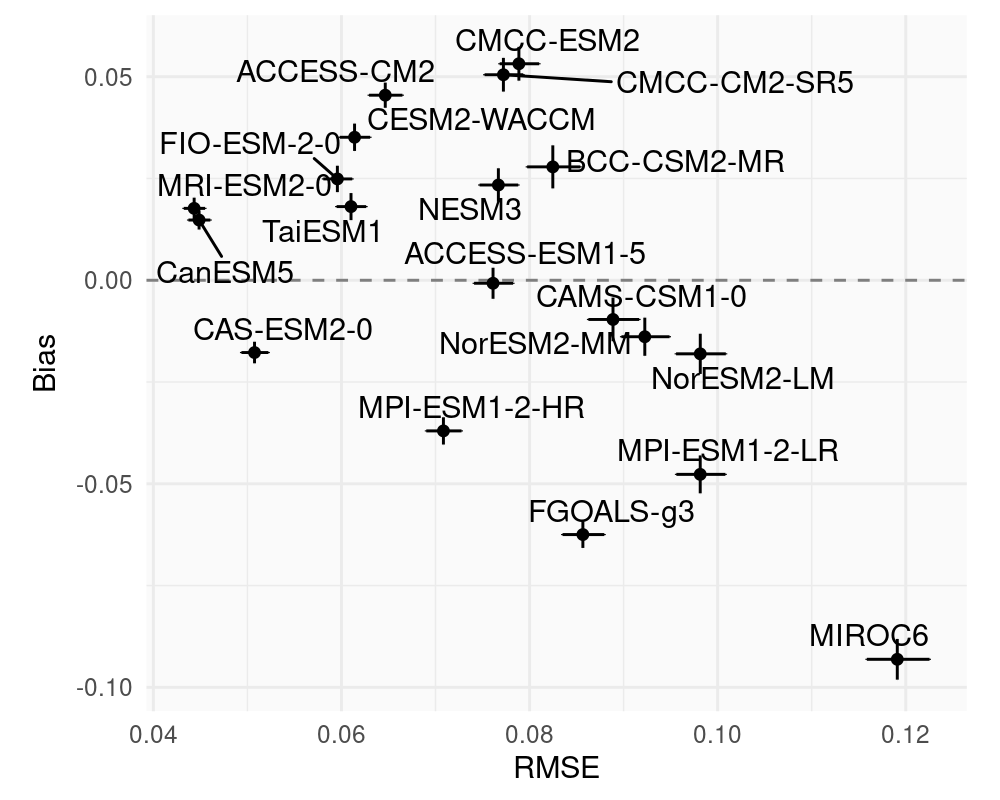 CMCC-ESM2
ACCESS-CM2
CMCC-CM2-SR5
0.05
CESM2-WACCM
FIO-ESM-2-0
BCC-CSM2-MR
MRI-ESM2-0
NESM3
TaiESM1
ACCESS-ESM1-5
CanESM5
0.00
CAMS-CSM1-0
CAS-ESM2-0
NorESM2-MM
Bias
NorESM2-LM
MPI-ESM1-2-HR
MPI-ESM1-2-LR
-0.05
FGOALS-g3
MIROC6
-0.10
0.04 0.06 0.08 0.10 0.12
RMSE